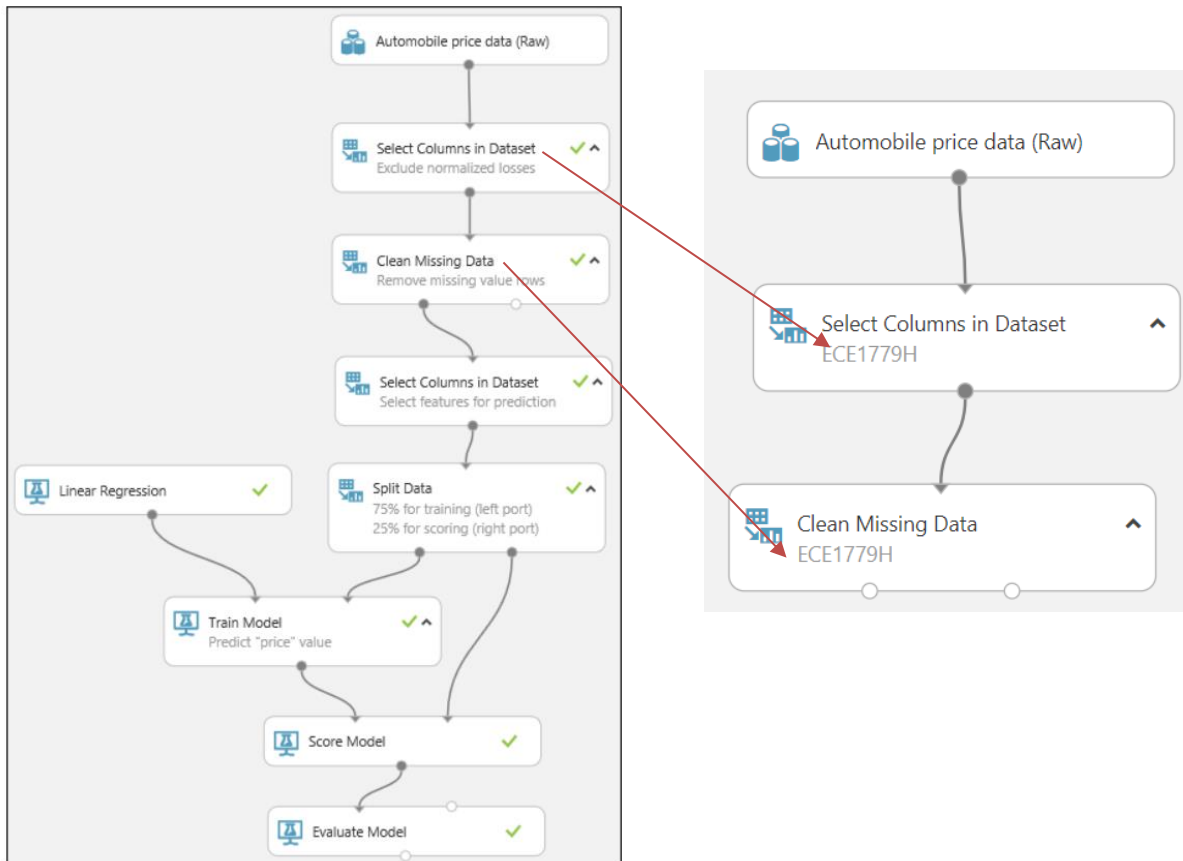 Automobile price data (Raw)
Select Columns in Dataset
Exclude normalized losses
Clean Missing Data
Remove missing value rows
Select Columns in Dataset
Select features for prediction
Linear Regression
Split Data
75% for training (left port)
25% for scoring (right port)
Train Model
Predict "price" value
Score Model
Evaluate Model
Automobile price data (Raw)
Select Columns in Dataset
ECE1779H
Clean Missing Data
ECE1779H